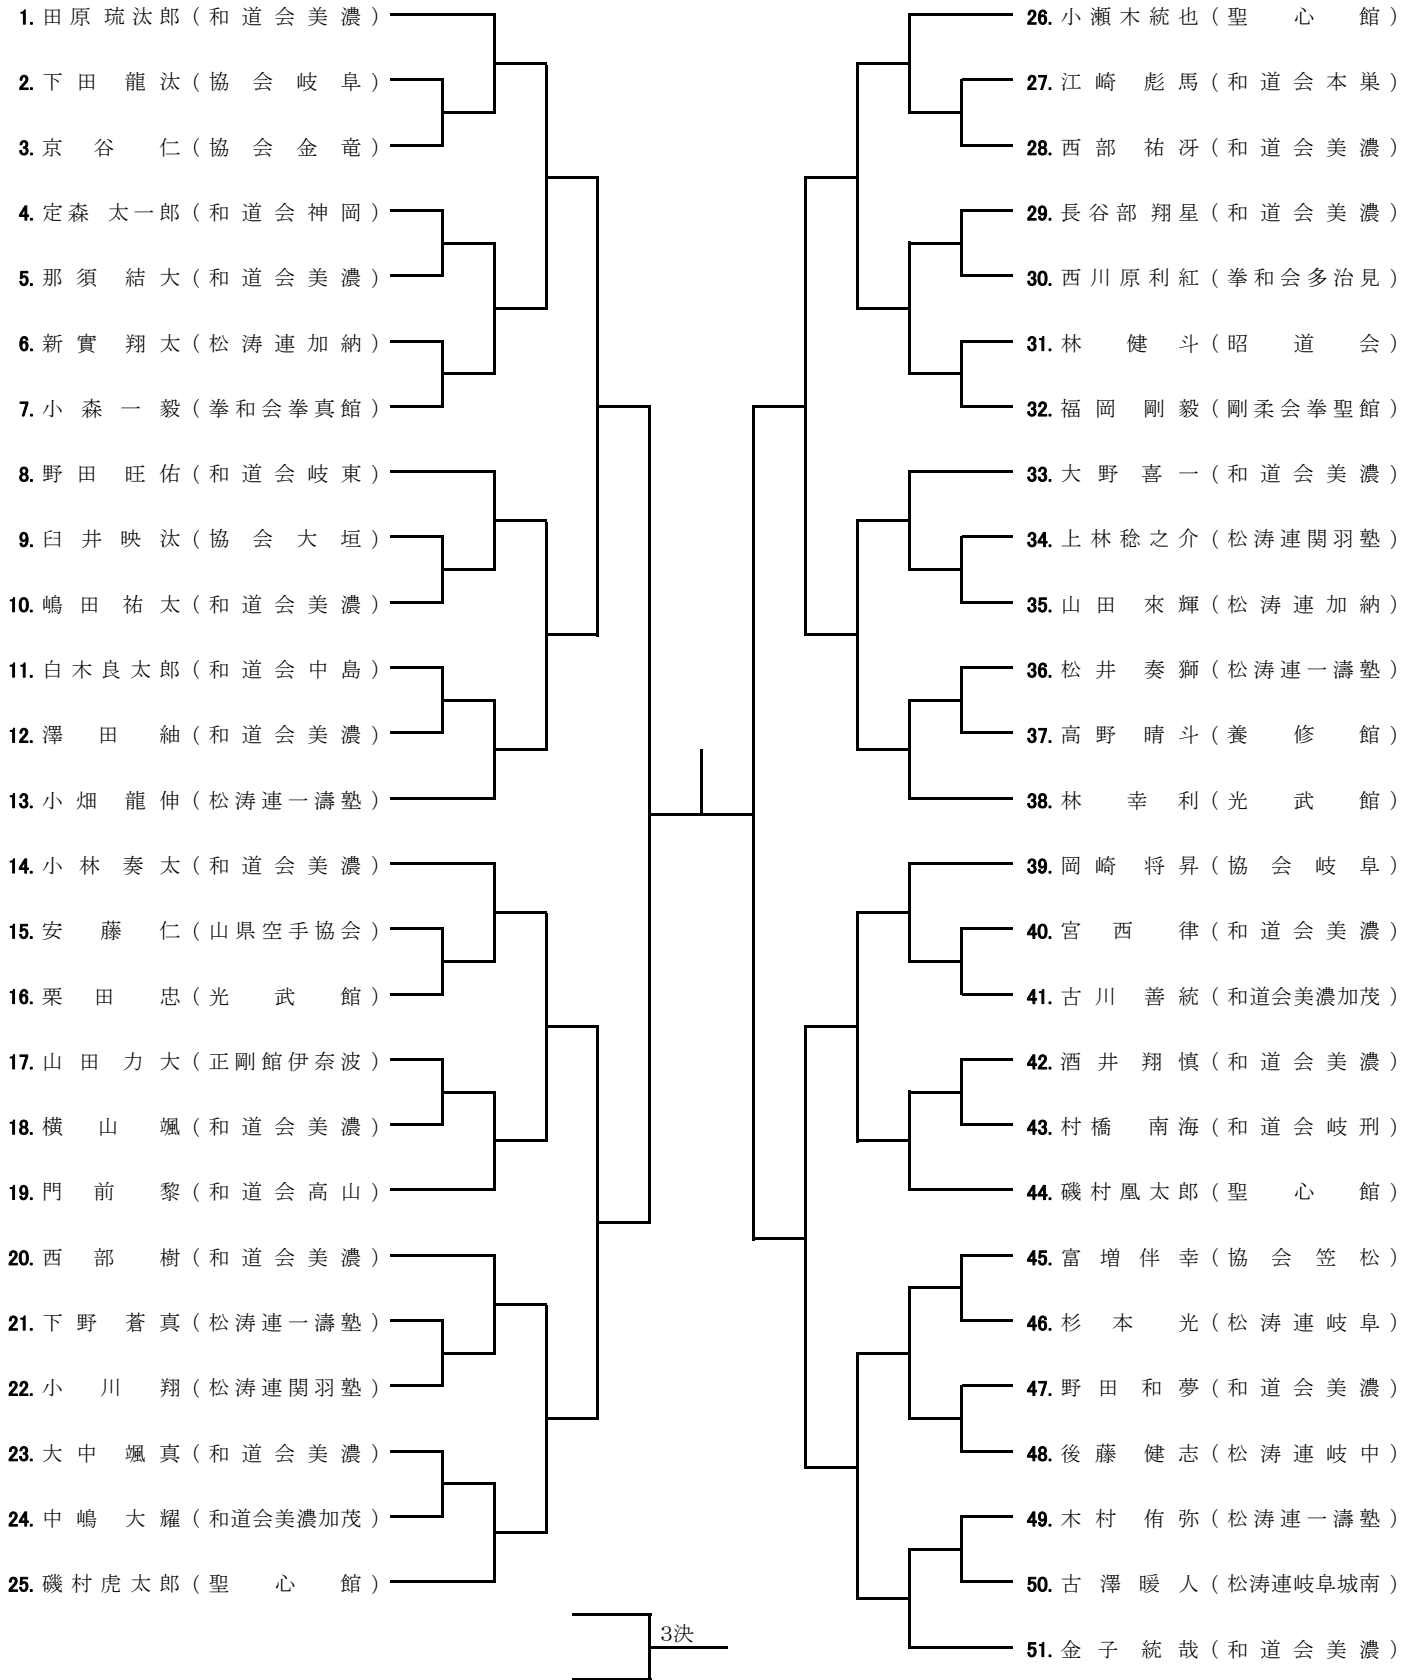 1. 田原 琉汰郎 (和道会美濃)
2. 下田 龍汰 (協会岐阜)
3. 京谷 仁 (協会金竜)
4. 定森 太一郎 (和道会神岡)
5. 那須 結大 (和道会美濃)
6. 新實 翔太 (松涛連加納)
7. 小森 一毅 (拳和会拳真館)
8. 野田 旺佑 (和道会岐東)
9. 臼井 映汰 (協会大垣)
10. 嶋田 祐太 (和道会美濃)
11. 白木良太郎 (和道会中島)
12. 澤田 紬 (和道会美濃)
13. 小畑 龍伸 (松涛連一濤塾)
14. 小林 奏太 (和道会美濃)
15. 安藤 仁 (山県空手協会)
16. 栗田 忠 (光武館)
17. 山田 力大 (正剛館伊奈波)
18. 横山 颯 (和道会美濃)
19. 門前 黎 (和道会高山)
20. 西部 樹 (和道会美濃)
21. 下野 蒼真 (松涛連一濤塾)
22. 小川 翔 (松涛連関羽塾)
23. 大中 颯真 (和道会美濃)
24. 中嶋 大耀 (和道会美濃加茂)
25. 磯村虎太郎 (聖心館)
3決
26. 小瀬木統也 (聖心館)
27. 江崎 彪馬 (和道会本巣)
28. 西部 祐冴 (和道会美濃)
29. 長谷部 翔星 (和道会美濃)
30. 西川原利紅 (拳和会多治見)
31. 林 健斗 (昭道会)
32. 福岡 剛毅 (剛柔会拳聖館)
33. 大野 喜一 (和道会美濃)
34. 上林稔之介 (松涛連関羽塾)
35. 山田 來輝 (松涛連加納)
36. 松井 奏獅 (松涛連一濤塾)
37. 高野 晴斗 (養修館)
38. 林 幸利 (光武館)
39. 岡崎 将昇 (協会岐阜)
40. 宮西 律 (和道会美濃)
41. 古川 善統 (和道会美濃加茂)
42. 酒井 翔慎 (和道会美濃)
43. 村橋 南海 (和道会岐刑)
44. 磯村凰太郎 (聖心館)
45. 富増伴幸 (協会笠松)
46. 杉本 光 (松涛連岐阜)
47. 野田 和夢 (和道会美濃)
48. 後藤 健志 (松涛連岐中)
49. 木村 侑弥 (松涛連一濤塾)
50. 古澤 暖人 (松涛連岐阜城南)
51. 金子 統哉 (和道会美濃)